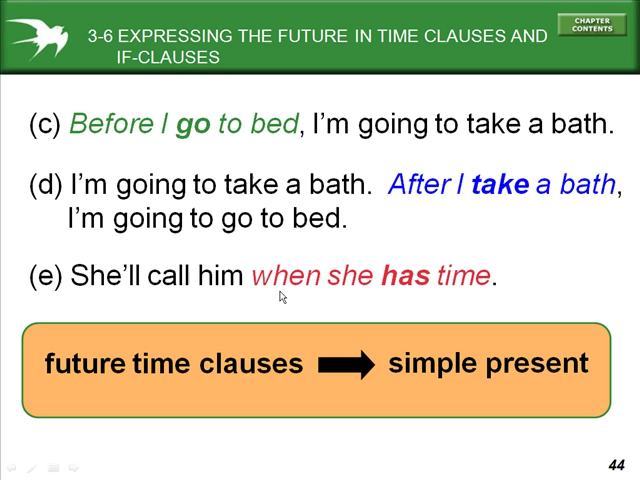 3-6 EXPRESSING THE FUTURE IN TIME CLAUSES AND
IF-CLAUSES
CHAPTER
CONTENTS
(c) Before I go to bed, I'm going to take a bath.
(d) I'm going to take a bath. After I take a bath,
I'm going to go to bed.
(e) She'll call him when she has time.
future time clauses simple present
44